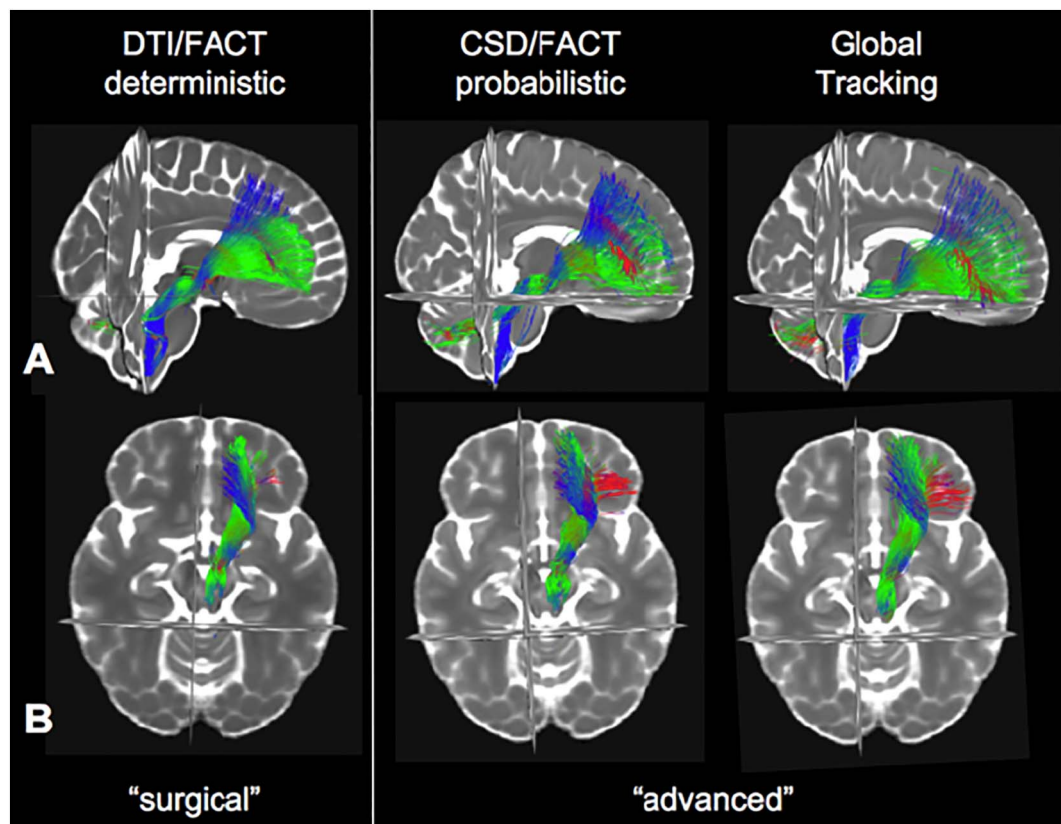 DTI/FACT
deterministic
CSD/FACT
probabilistic
Global
Tracking
A
B
“surgical”
“advanced”